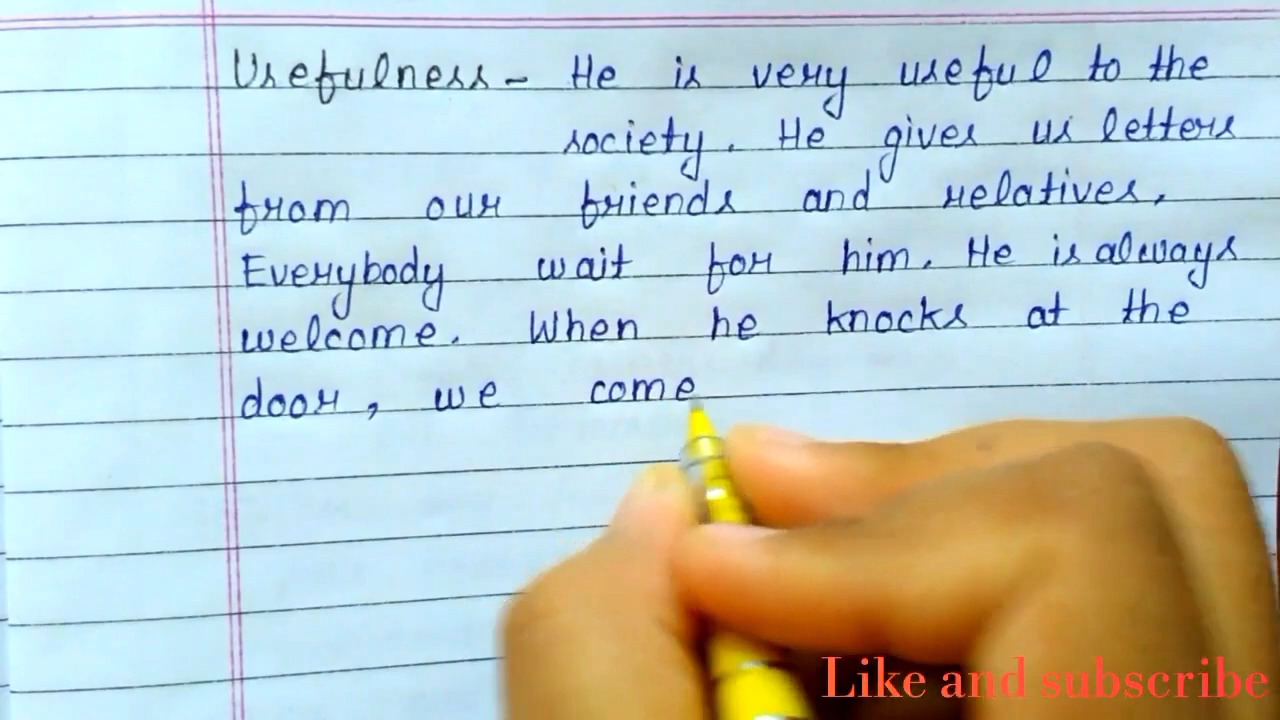 Usefulness - He is very useful to the
society. He gives us letters
from our friends and relatives.
Everybody wait for him. He is always
welcome. When he knocks at the
door, we come
Like and subscribe